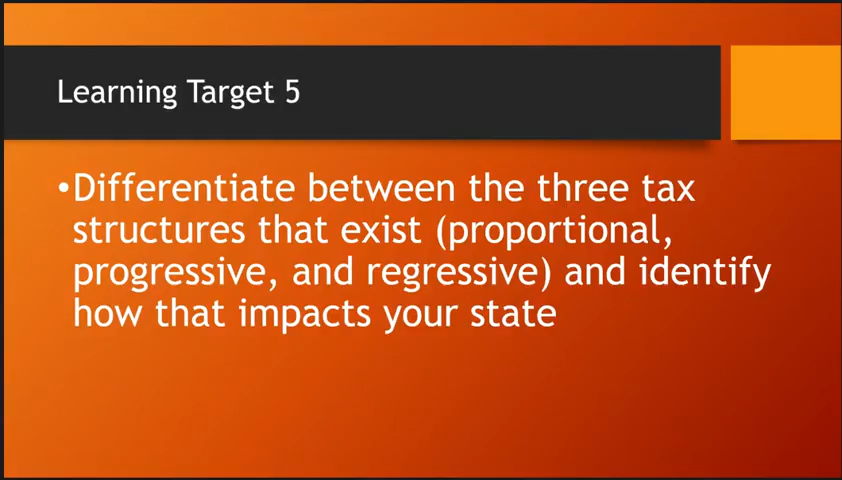 Learning Target 5
•Differentiate between the three tax
structures that exist (proportional,
progressive, and regressive) and identify
how that impacts your state